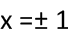 x =± 1